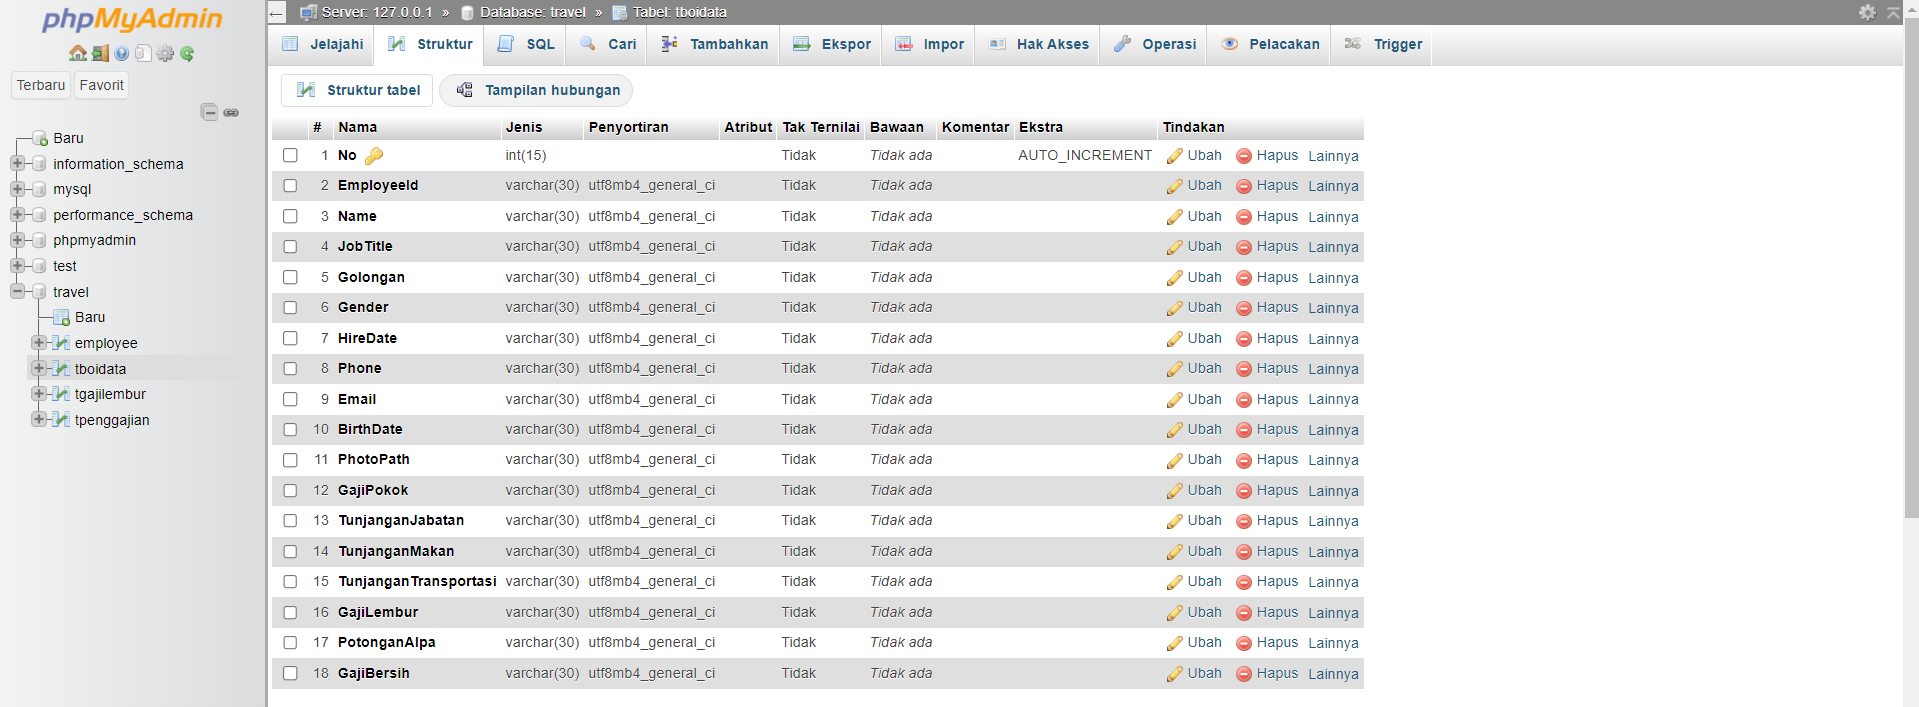 phpMyAdmin
Terbaru Favorit
Baru
information_schema
mysql
performance_schema
phpmyadmin
test
travel
Baru
employee
tboidata
tgajilembur
tpenggajian
← Server: 127.0.0.1 » Database: travel » Tabel: tboidata
Jelajahi Struktur SQL Cari Tambahkan Ekspor Impor Hak Akses Operasi Pelacakan Trigger
Struktur tabel Tampilan hubungan
# Nama Jenis Penyortiran Atribut Tak Ternilai Bawaan Komentar Ekstra Tindakan
1 No int(15) Tidak Tidak ada AUTO_INCREMENT Ubah Hapus Lainnya
2 EmployeeId varchar(30) utf8mb4_general_ci Tidak Tidak ada Ubah Hapus Lainnya
3 Name varchar(30) utf8mb4_general_ci Tidak Tidak ada Ubah Hapus Lainnya
4 JobTitle varchar(30) utf8mb4_general_ci Tidak Tidak ada Ubah Hapus Lainnya
5 Golongan varchar(30) utf8mb4_general_ci Tidak Tidak ada Ubah Hapus Lainnya
6 Gender varchar(30) utf8mb4_general_ci Tidak Tidak ada Ubah Hapus Lainnya
7 HireDate varchar(30) utf8mb4_general_ci Tidak Tidak ada Ubah Hapus Lainnya
8 Phone varchar(30) utf8mb4_general_ci Tidak Tidak ada Ubah Hapus Lainnya
9 Email varchar(30) utf8mb4_general_ci Tidak Tidak ada Ubah Hapus Lainnya
10 BirthDate varchar(30) utf8mb4_general_ci Tidak Tidak ada Ubah Hapus Lainnya
11 PhotoPath varchar(30) utf8mb4_general_ci Tidak Tidak ada Ubah Hapus Lainnya
12 GajiPokok varchar(30) utf8mb4_general_ci Tidak Tidak ada Ubah Hapus Lainnya
13 TunjanganJabatan varchar(30) utf8mb4_general_ci Tidak Tidak ada Ubah Hapus Lainnya
14 TunjanganMakan varchar(30) utf8mb4_general_ci Tidak Tidak ada Ubah Hapus Lainnya
15 TunjanganTransportasi varchar(30) utf8mb4_general_ci Tidak Tidak ada Ubah Hapus Lainnya
16 GajiLembur varchar(30) utf8mb4_general_ci Tidak Tidak ada Ubah Hapus Lainnya
17 PotonganAlpa varchar(30) utf8mb4_general_ci Tidak Tidak ada Ubah Hapus Lainnya
18 GajiBersih varchar(30) utf8mb4_general_ci Tidak Tidak ada Ubah Hapus Lainnya